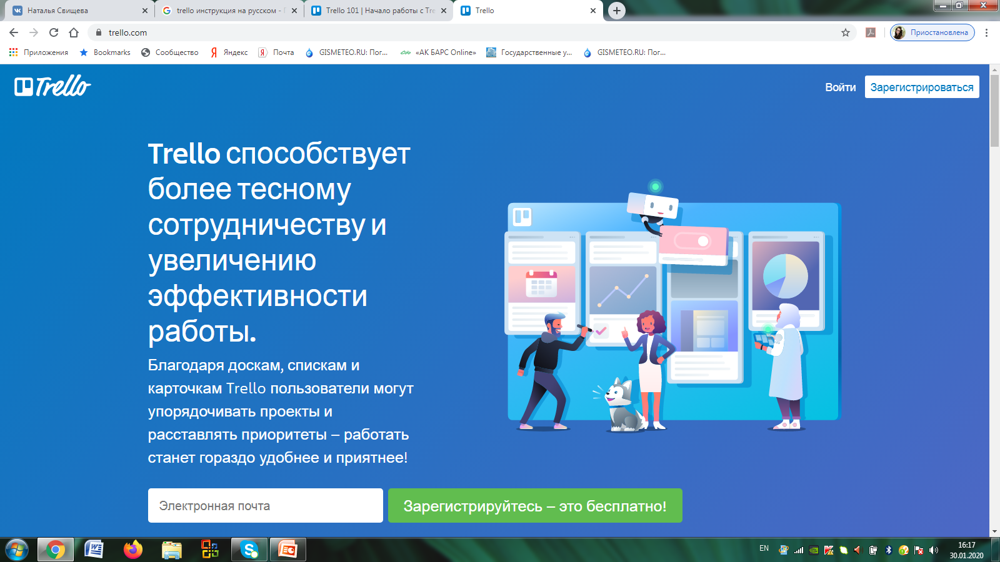 Наталья Свищева
trello инструкция на русском -
Trello 101 | Начало работы с Tre
Trello
trello.com
Приостановлена
Приложения
Bookmarks
Сообщество
Яндекс
Почта
GISMETEO.RU: Пог...
«АК БАРС Online»
Государственные у...
GISMETEO.RU: Пог...
Trello
Войти
Зарегистрироваться
Trello способствует
более тесному
сотрудничеству и
увеличению
эффективности
работы.
Благодаря доскам, спискам и
карточкам Trello пользователи могут
упорядочивать проекты и
расставлять приоритеты – работать
станет гораздо удобнее и приятнее!
Электронная почта
Зарегистрируйтесь – это бесплатно!
EN
16:17
30.01.2020